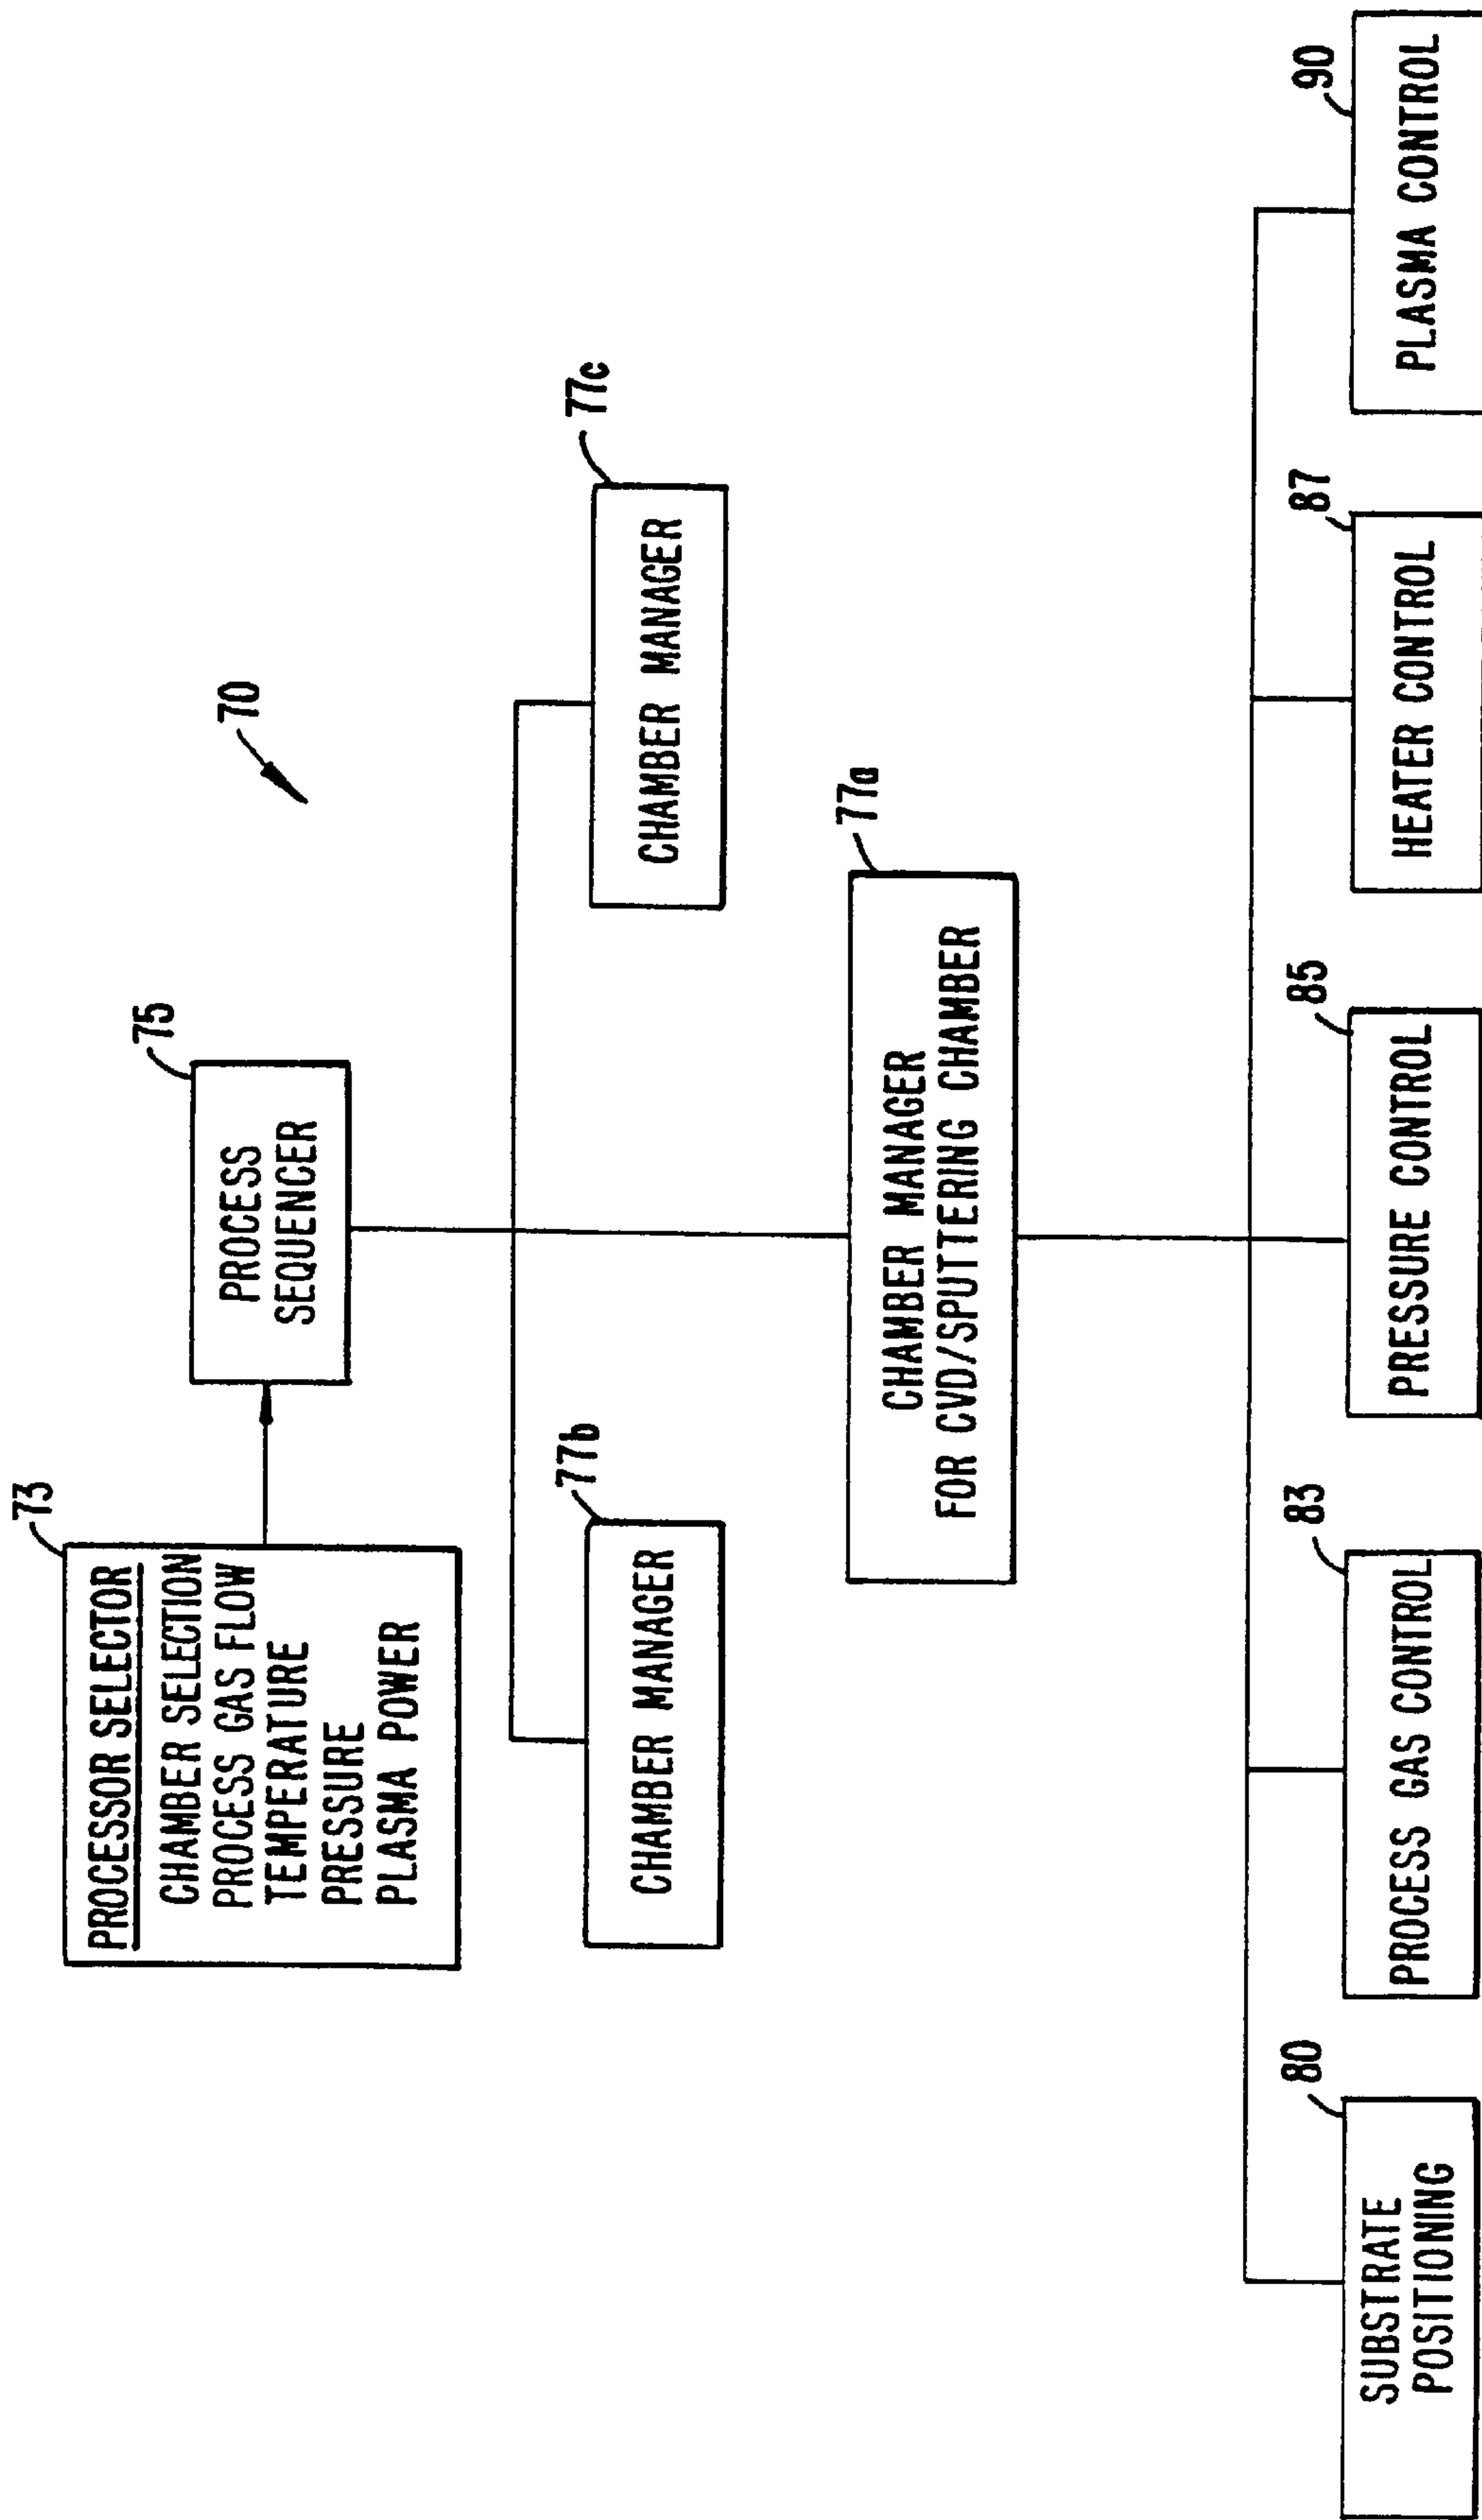 70
73
PROCESSOR SELECTOR
CHAMBER SELECTION
PROCESS GAS FLOW
TEMPERATURE
PRESSURE
PLASMA POWER
75
PROCESS
SEQUENCER
77b
CHAMBER MANAGER
77c
CHAMBER MANAGER
77a
CHAMBER MANAGER
FOR CVD/SPUTTERING CHAMBER
80
SUBSTRATE
POSITIONING
83
PROCESS GAS CONTROL
85
PRESSURE CONTROL
87
HEATER CONTROL
90
PLASMA CONTROL